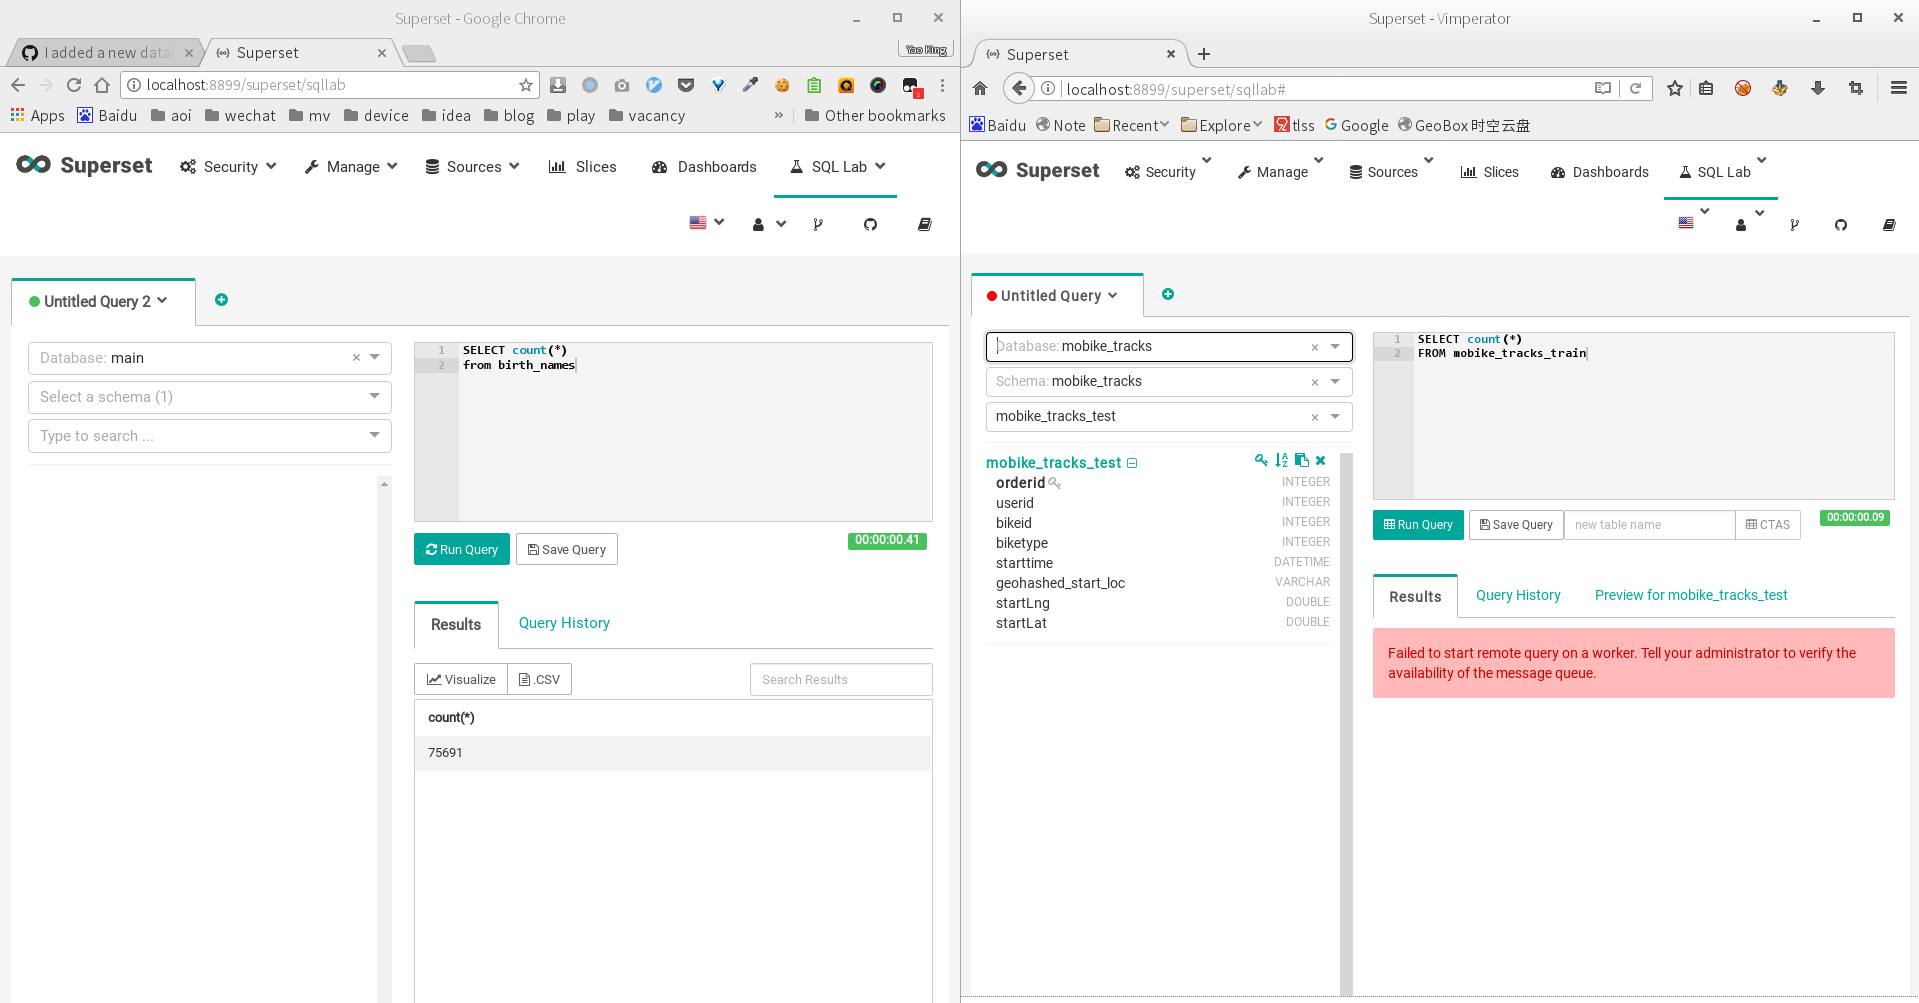 Superset - Google Chrome
I added a new datal
Superset
Yao King
localhost:8899/superset/sqllab
Apps
Baidu
aoi
wechat
mv
device
idea
blog
play
vacancy
»
Other bookmarks
Superset
Security
Manage
Sources
Slices
Dashboards
SQL Lab
Untitled Query 2
Database: main
Select a schema (1)
Type to search ...
1 SELECT count(*)
2 from birth_names
Run Query
Save Query
00:00:00.41
Results
Query History
Visualize
.CSV
Search Results
count(*)
75691
Superset - Vimperator
Superset
localhost:8899/superset/sqllab#
Baidu
Note
Recent
Explore
tlss
Google
GeoBox 时空云盘
Superset
Security
Manage
Sources
Slices
Dashboards
SQL Lab
Untitled Query
Database: mobike_tracks
Schema: mobike_tracks
mobike_tracks_test
mobike_tracks_test
orderid INTEGER
userid INTEGER
bikeid INTEGER
biketype INTEGER
starttime DATETIME
geohashed_start_loc VARCHAR
startLng DOUBLE
startLat DOUBLE
1 SELECT count(*)
2 FROM mobike_tracks_train
Run Query
Save Query
new table name
CTAS
00:00:00.09
Results
Query History
Preview for mobike_tracks_test
Failed to start remote query on a worker. Tell your administrator to verify the
availability of the message queue.